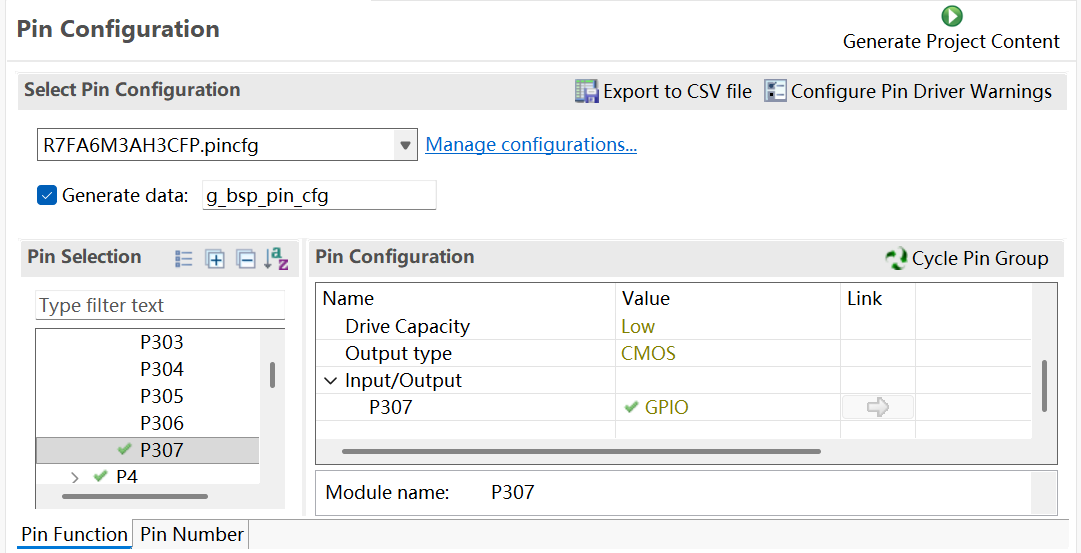 Pin Configuration
Generate Project Content
Select Pin Configuration
Export to CSV file
Configure Pin Driver Warnings
R7FA6M3AH3CFP.pincfg
Manage configurations...
Generate data: g_bsp_pin_cfg
Pin Selection
Type filter text
P303
P304
P305
P306
P307
P4
Pin Configuration
Cycle Pin Group
Name Value Link
Drive Capacity Low
Output type CMOS
Input/Output
P307 GPIO
Module name: P307
Pin Function Pin Number